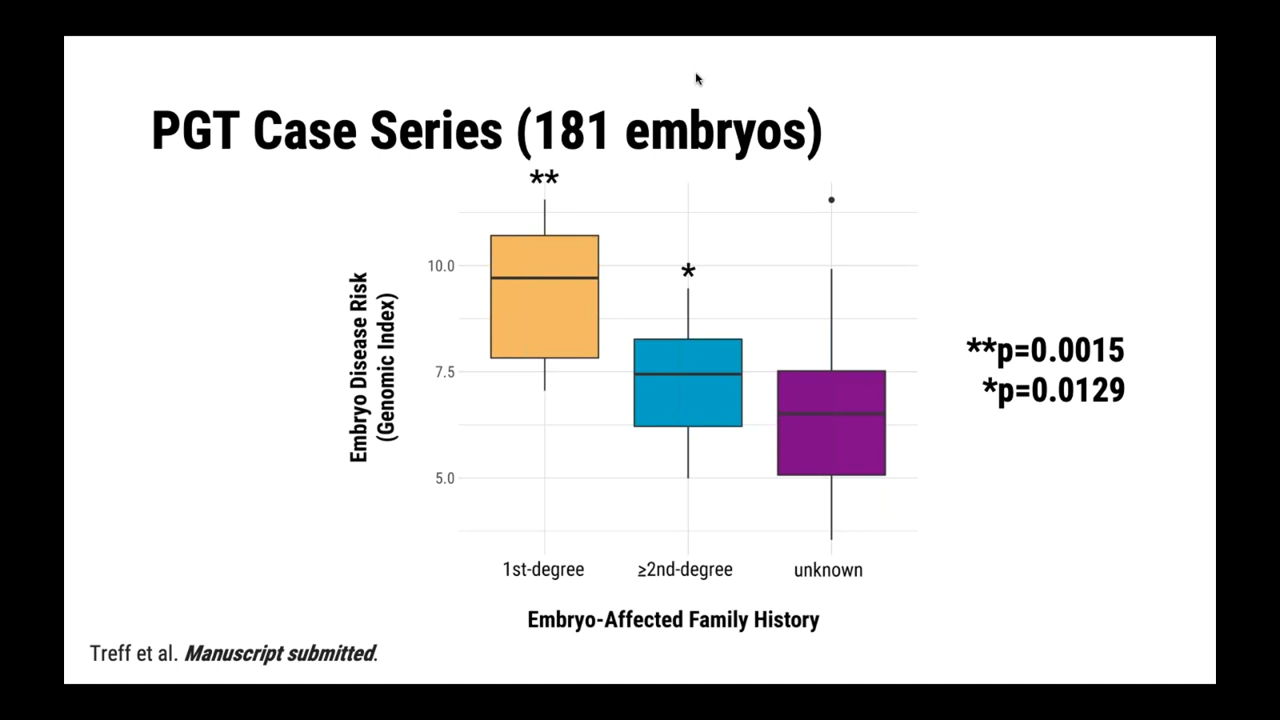 PGT Case Series (181 embryos)
**
*
10.0
7.5
5.0
Embryo Disease Risk
(Genomic Index)
**p=0.0015
*p=0.0129
1st-degree
≥2nd-degree
unknown
Embryo-Affected Family History
Treff et al. Manuscript submitted.